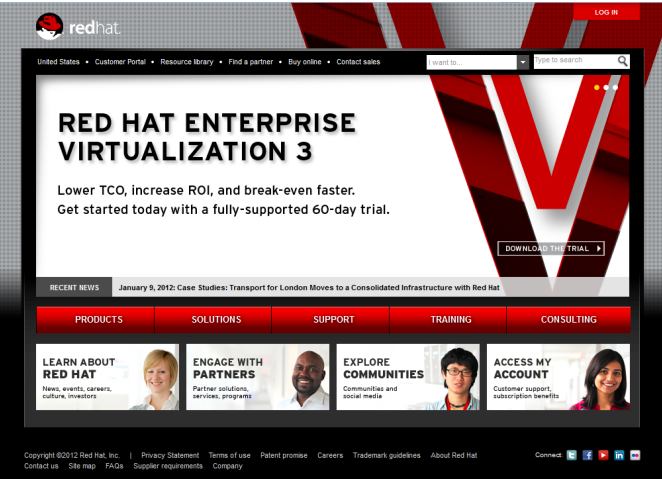 LOG IN
redhat.
United States • Customer Portal • Resource library • Find a partner • Buy online • Contact sales
I want to...
Type to search
RED HAT ENTERPRISE
VIRTUALIZATION 3
Lower TCO, increase ROI, and break-even faster.
Get started today with a fully-supported 60-day trial.
DOWNLOAD THE TRIAL
RECENT NEWS January 9, 2012: Case Studies: Transport for London Moves to a Consolidated Infrastructure with Red Hat
PRODUCTS SOLUTIONS SUPPORT TRAINING CONSULTING
LEARN ABOUT
RED HAT
News, events, careers,
culture, investors
ENGAGE WITH
PARTNERS
Partner solutions,
services, programs
EXPLORE
COMMUNITIES
Communities and
social media
ACCESS MY
ACCOUNT
Customer support,
subscription benefits
Copyright ©2012 Red Hat, Inc. | Privacy Statement Terms of use Patent promise Careers Trademark guidelines About Red Hat
Contact us Site map FAQs Supplier requirements Company
Connect: